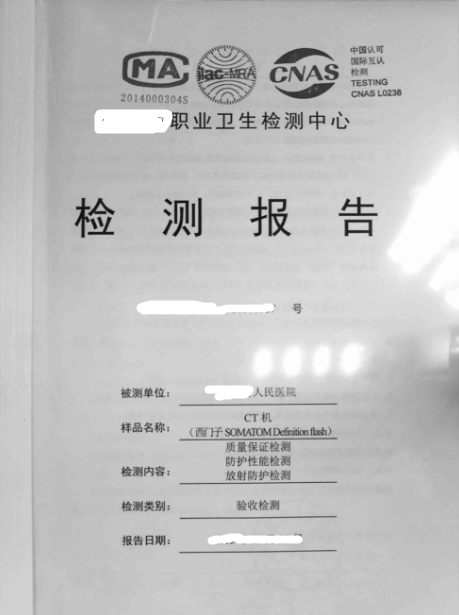 MA
ilac-MRA
CNAS
中国认可
国际互认
检测
TESTING
CNAS L0238
2014000304S
职业卫生检测中心
检测报告
号
被测单位: 人民医院
样品名称: CT 机
(西门子 SOMATOM Definition flash)
检测内容: 质量保证检测
防护性能检测
放射防护检测
检测类别: 验收检测
报告日期: